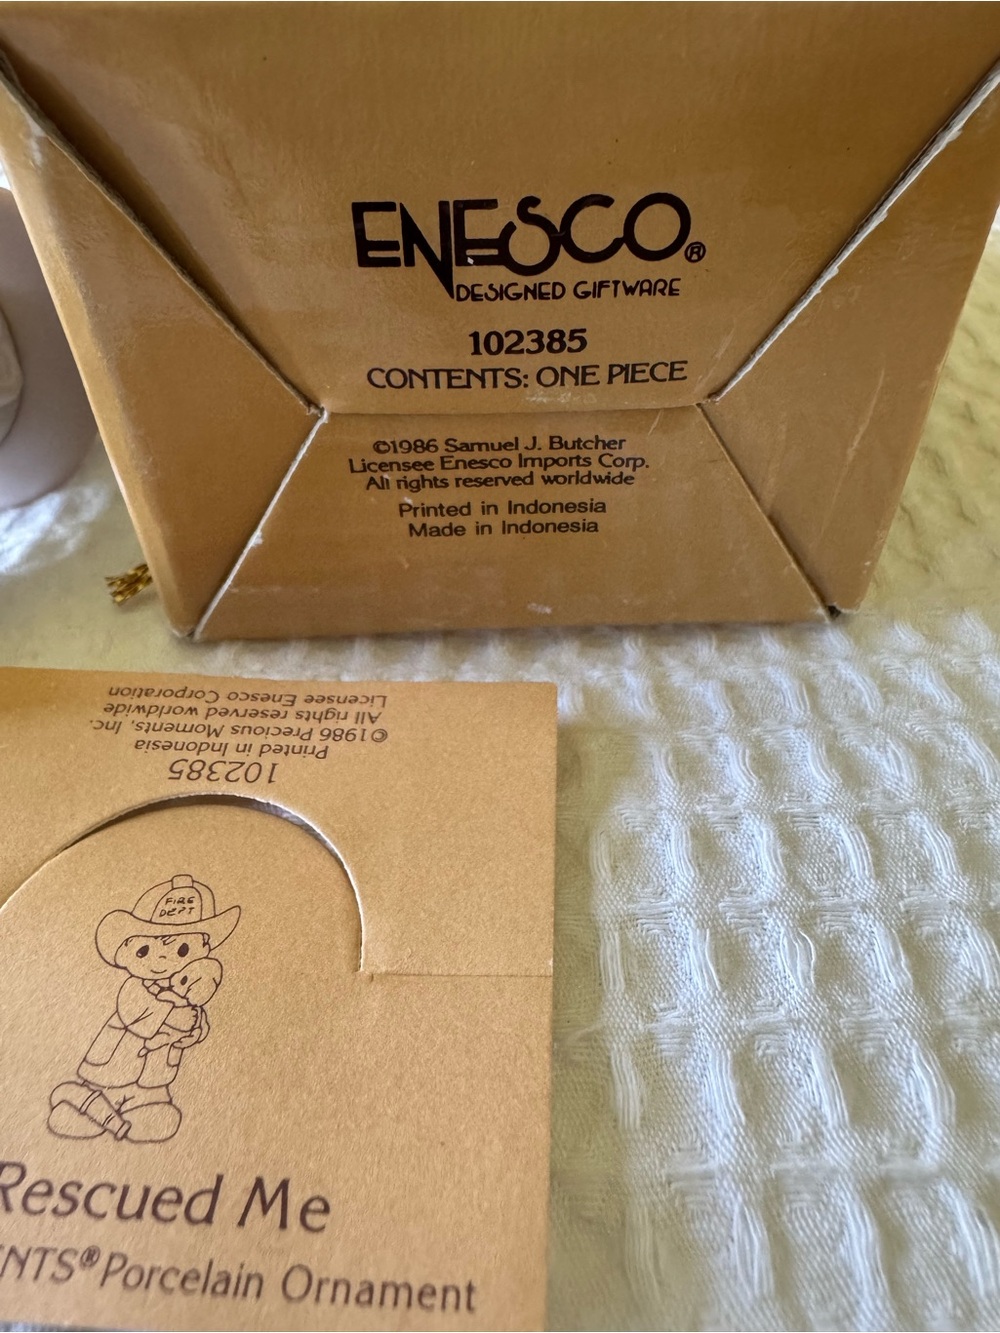 ENESCO®
DESIGNED GIFTWARE
102385
CONTENTS: ONE PIECE
©1986 Samuel J. Butcher
Licensee Enesco Imports Corp.
All rights reserved worldwide
Printed in Indonesia
Made in Indonesia
102385
Printed in Indonesia
©1986 Precious Moments, Inc.
All rights reserved worldwide
Licensee Enesco Corporation
FIRE
DEPT
Rescued Me
ENTS® Porcelain Ornament